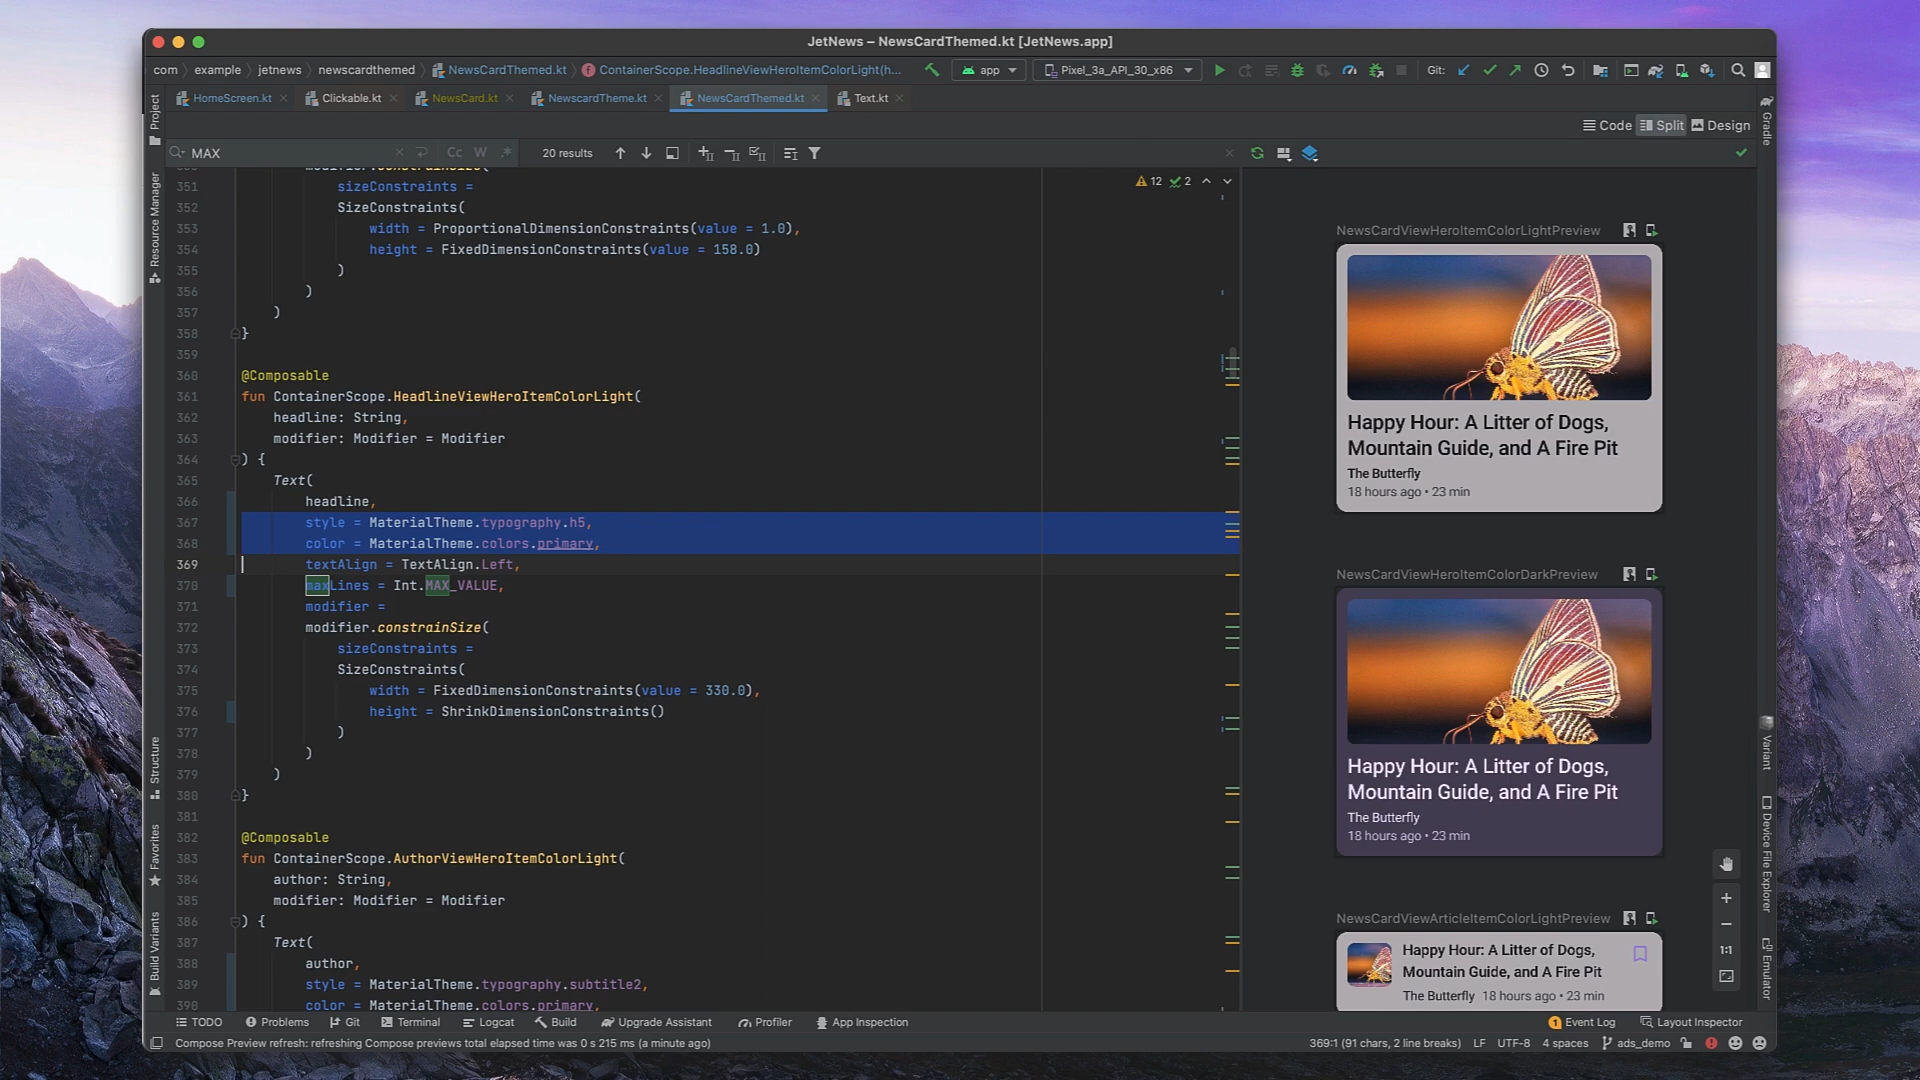 JetNews – NewsCardThemed.kt [JetNews.app]
com example jetnews newscardthemed NewsCardThemed.kt ContainerScope.HeadlineViewHeroItemColorLight(h... app Pixel_3a_API_30_x86 Git:
HomeScreen.kt Clickable.kt NewsCard.kt NewscardTheme.kt NewsCardThemed.kt Text.kt
Code Split Design
MAX Cc W .* 20 results
12 2
351 sizeConstraints =
352 SizeConstraints(
353 width = ProportionalDimensionConstraints(value = 1.0),
354 height = FixedDimensionConstraints(value = 158.0)
355 )
356 )
357 )
358 }
359
360 @Composable
361 fun ContainerScope.HeadlineViewHeroItemColorLight(
362 headline: String,
363 modifier: Modifier = Modifier
364 ) {
365 Text(
366 headline,
367 style = MaterialTheme.typography.h5,
368 color = MaterialTheme.colors.primary,
369 textAlign = TextAlign.Left,
370 maxLines = Int.MAX_VALUE,
371 modifier =
372 modifier.constrainSize(
373 sizeConstraints =
374 SizeConstraints(
375 width = FixedDimensionConstraints(value = 330.0),
376 height = ShrinkDimensionConstraints()
377 )
378 )
379 )
380 }
381
382 @Composable
383 fun ContainerScope.AuthorViewHeroItemColorLight(
384 author: String,
385 modifier: Modifier = Modifier
386 ) {
387 Text(
388 author,
389 style = MaterialTheme.typography.subtitle2,
390 color = MaterialTheme.colors.primary,
NewsCardViewHeroItemColorLightPreview
Happy Hour: A Litter of Dogs,
Mountain Guide, and A Fire Pit
The Butterfly
18 hours ago • 23 min
NewsCardViewHeroItemColorDarkPreview
Happy Hour: A Litter of Dogs,
Mountain Guide, and A Fire Pit
The Butterfly
18 hours ago • 23 min
NewsCardViewArticleItemColorLightPreview
Happy Hour: A Litter of Dogs,
Mountain Guide, and A Fire Pit
The Butterfly 18 hours ago • 23 min
1:1
Project
Resource Manager
Structure
Favorites
Build Variants
Gradle
Variant
Device File Explorer
Emulator
TODO Problems Git Terminal Logcat Build Upgrade Assistant Profiler App Inspection 1 Event Log Layout Inspector
Compose Preview refresh: refreshing Compose previews total elapsed time was 0 s 215 ms (a minute ago) 369:1 (91 chars, 2 line breaks) LF UTF-8 4 spaces ads_demo